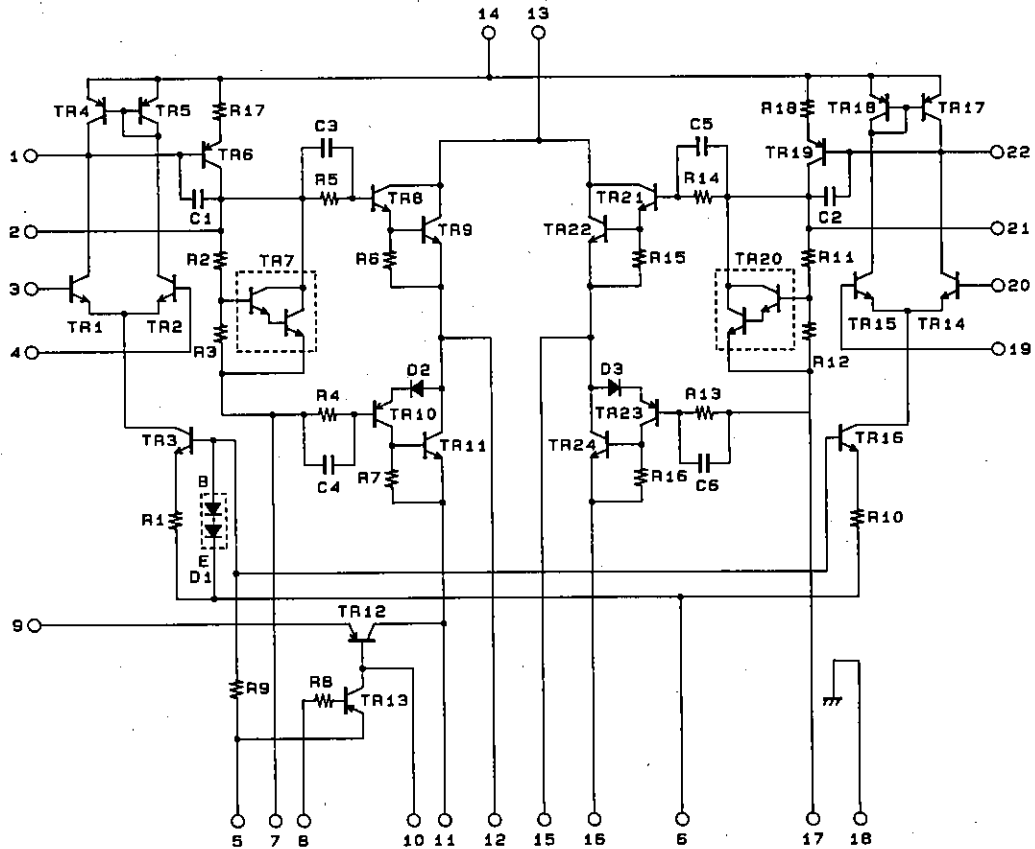 14 13
TR4 TR5 R17 R18 TR18 TR17
C3 C5
1 TR6 TR19 22
R5 R14
TR8 TR21
C1 C2
2 TR9 TR22 21
R2 TR7 R6 R15 TR20 R11
3 20
TR1 TR2 TR15 TR14
4 R3 R12 19
D2 D3
R4 R13
TR10 TR23
TR3 TR11 TR24 TR16
B C4 R7 R16 C6
R1 R10
E
D1
TR12
9
R9 R8 TR13
5 7 8 10 11 12 15 16 6 17 18